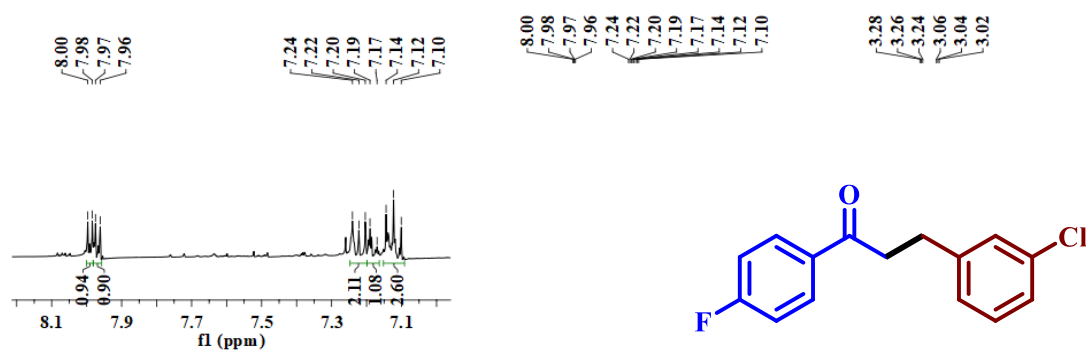 8.00 7.98 7.97 7.96 7.24 7.22 7.20 7.19 7.17 7.14 7.12 7.10
8.00 7.98 7.97 7.96 7.24 7.22 7.20 7.19 7.17 7.14 7.12 7.10 3.28 3.26 3.24 3.06 3.04 3.02
O
Cl
F
0.94 0.90 2.11 1.08 2.60
8.1 7.9 7.7 7.5 7.3 7.1
f1 (ppm)